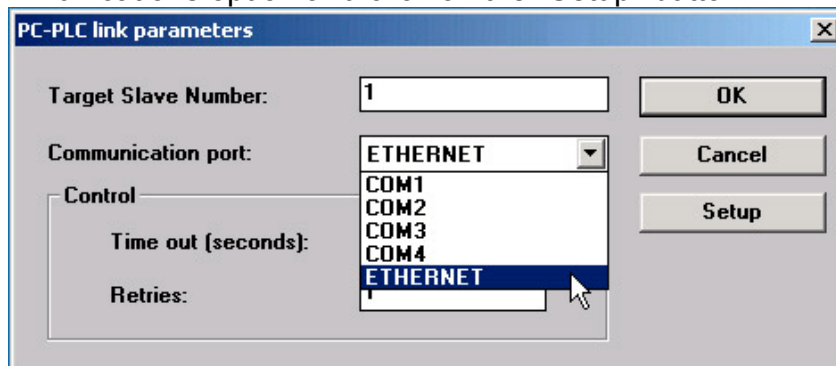 PC-PLC link parameters
Target Slave Number: 1 OK
Communication port: ETHERNET Cancel
Control COM1
COM2 Setup
COM3
Time out (seconds):
COM4
ETHERNET
Retries: